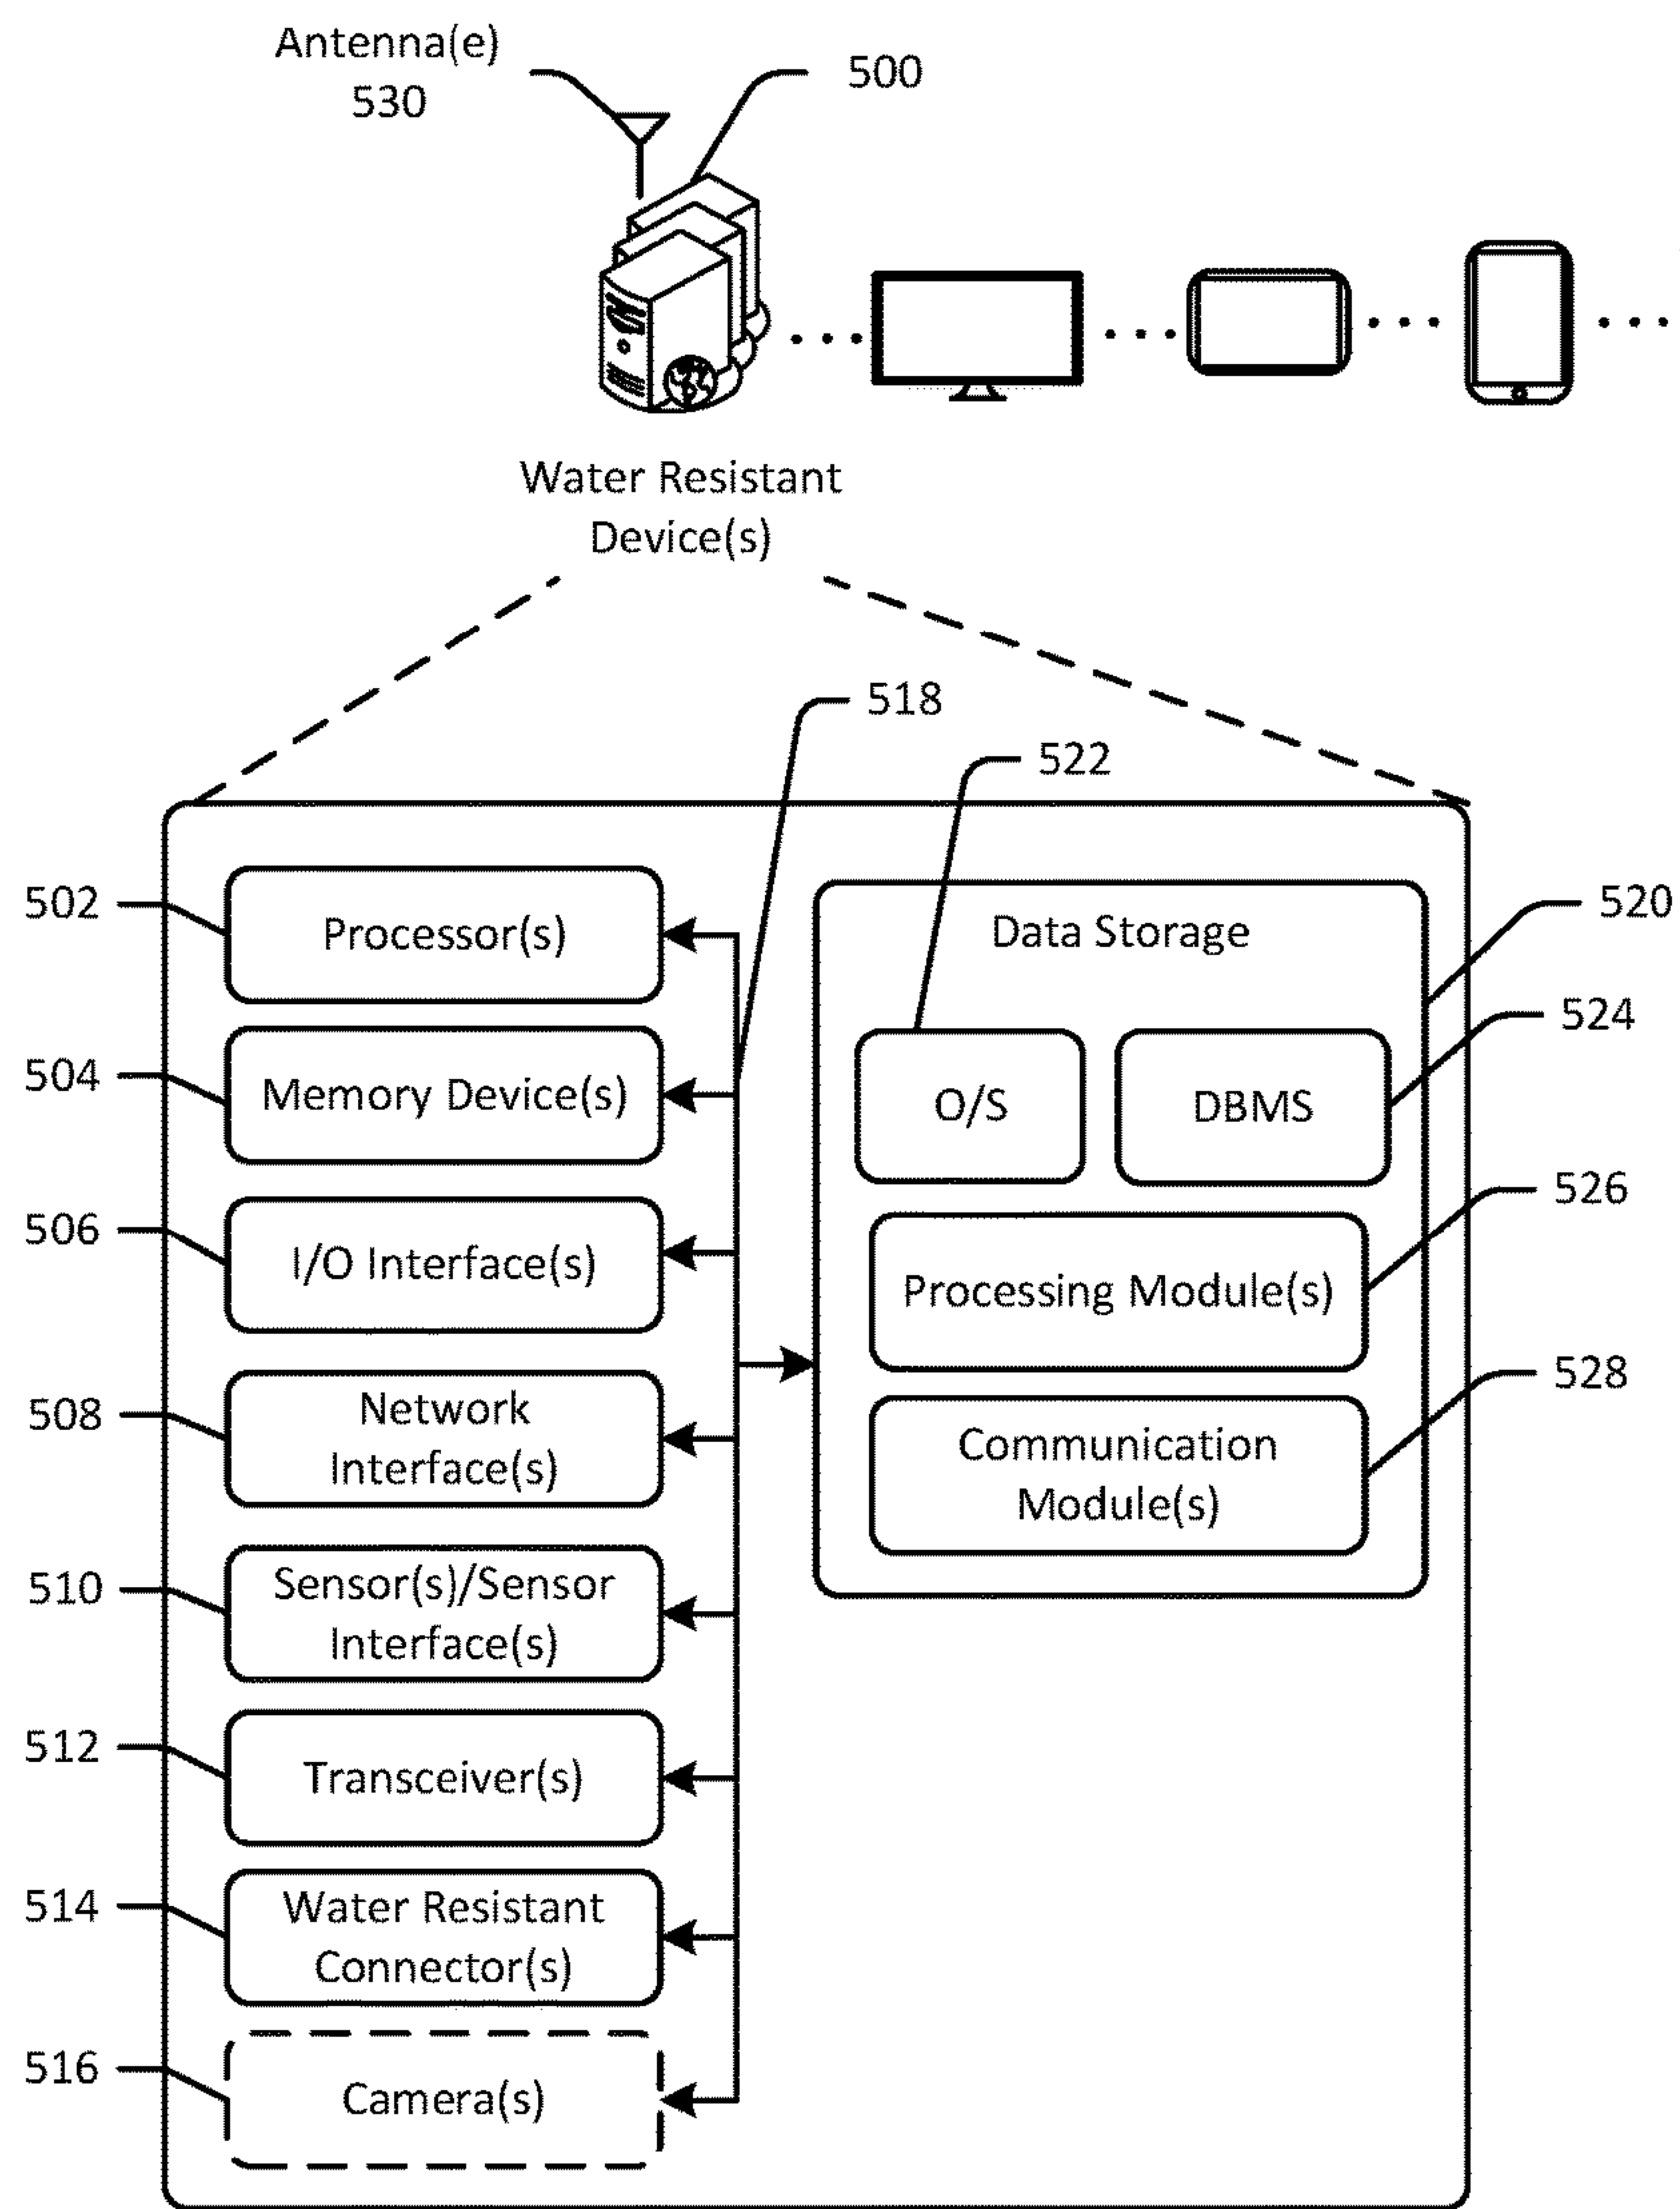 Antenna(e)
530
500
Water Resistant
Device(s)
518
522
502
Processor(s)
Data Storage
520
504
Memory Device(s)
O/S
DBMS
524
506
I/O Interface(s)
Processing Module(s)
526
508
Network
Interface(s)
Communication
Module(s)
528
510
Sensor(s)/Sensor
Interface(s)
512
Transceiver(s)
514
Water Resistant
Connector(s)
516
Camera(s)